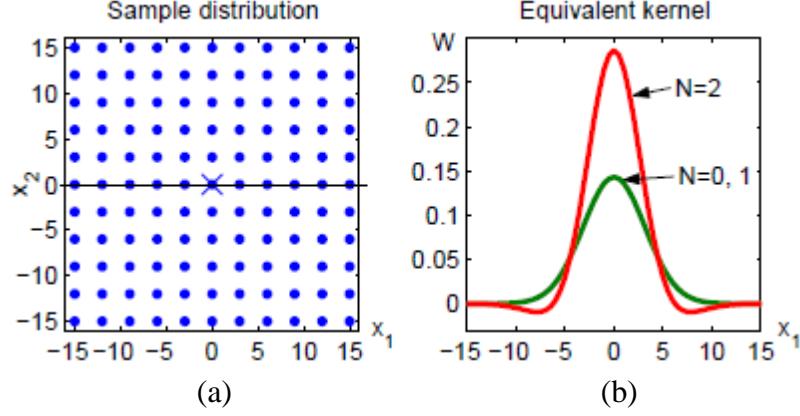 Sample distribution
15
10
5
0
−5
−10
−15
x2
−15 −10 −5 0 5 10 15
x1
(a)
Equivalent kernel
W
0.25
0.2
0.15
0.1
0.05
0
N=2
N=0, 1
−15 −10 −5 0 5 10 15
x1
(b)